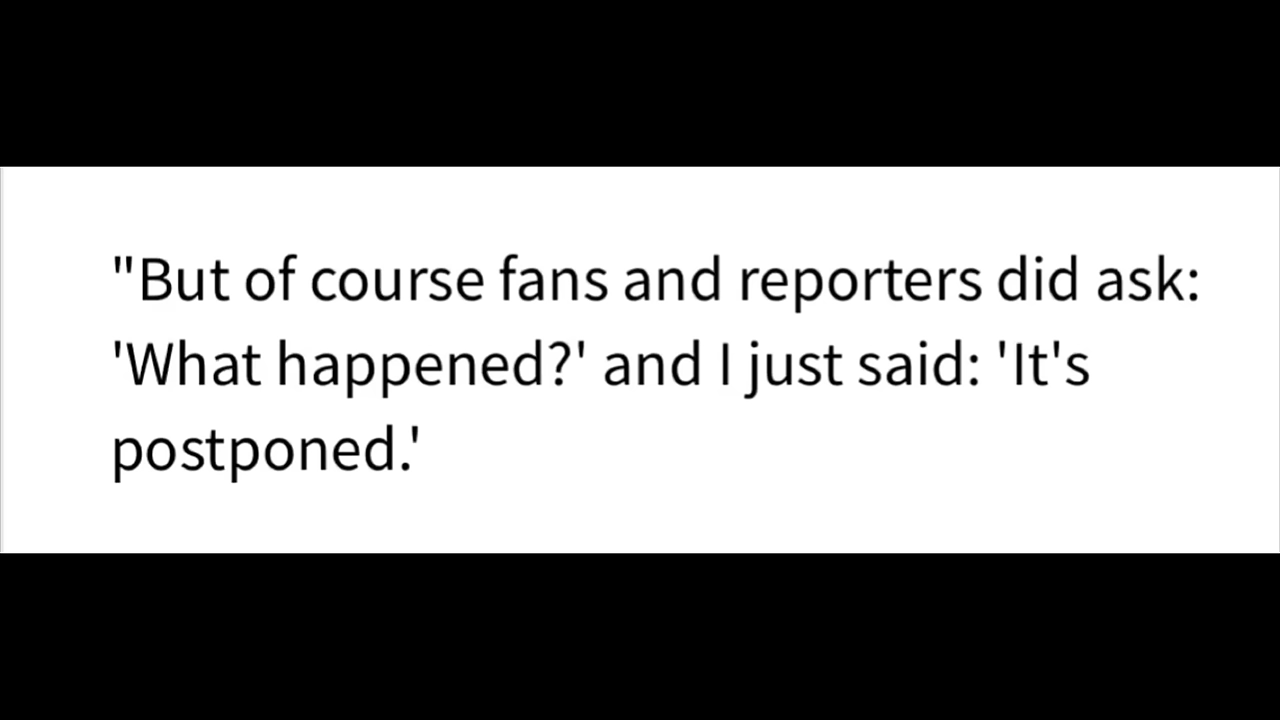 "But of course fans and reporters did ask:
'What happened?' and I just said: 'It's
postponed.'